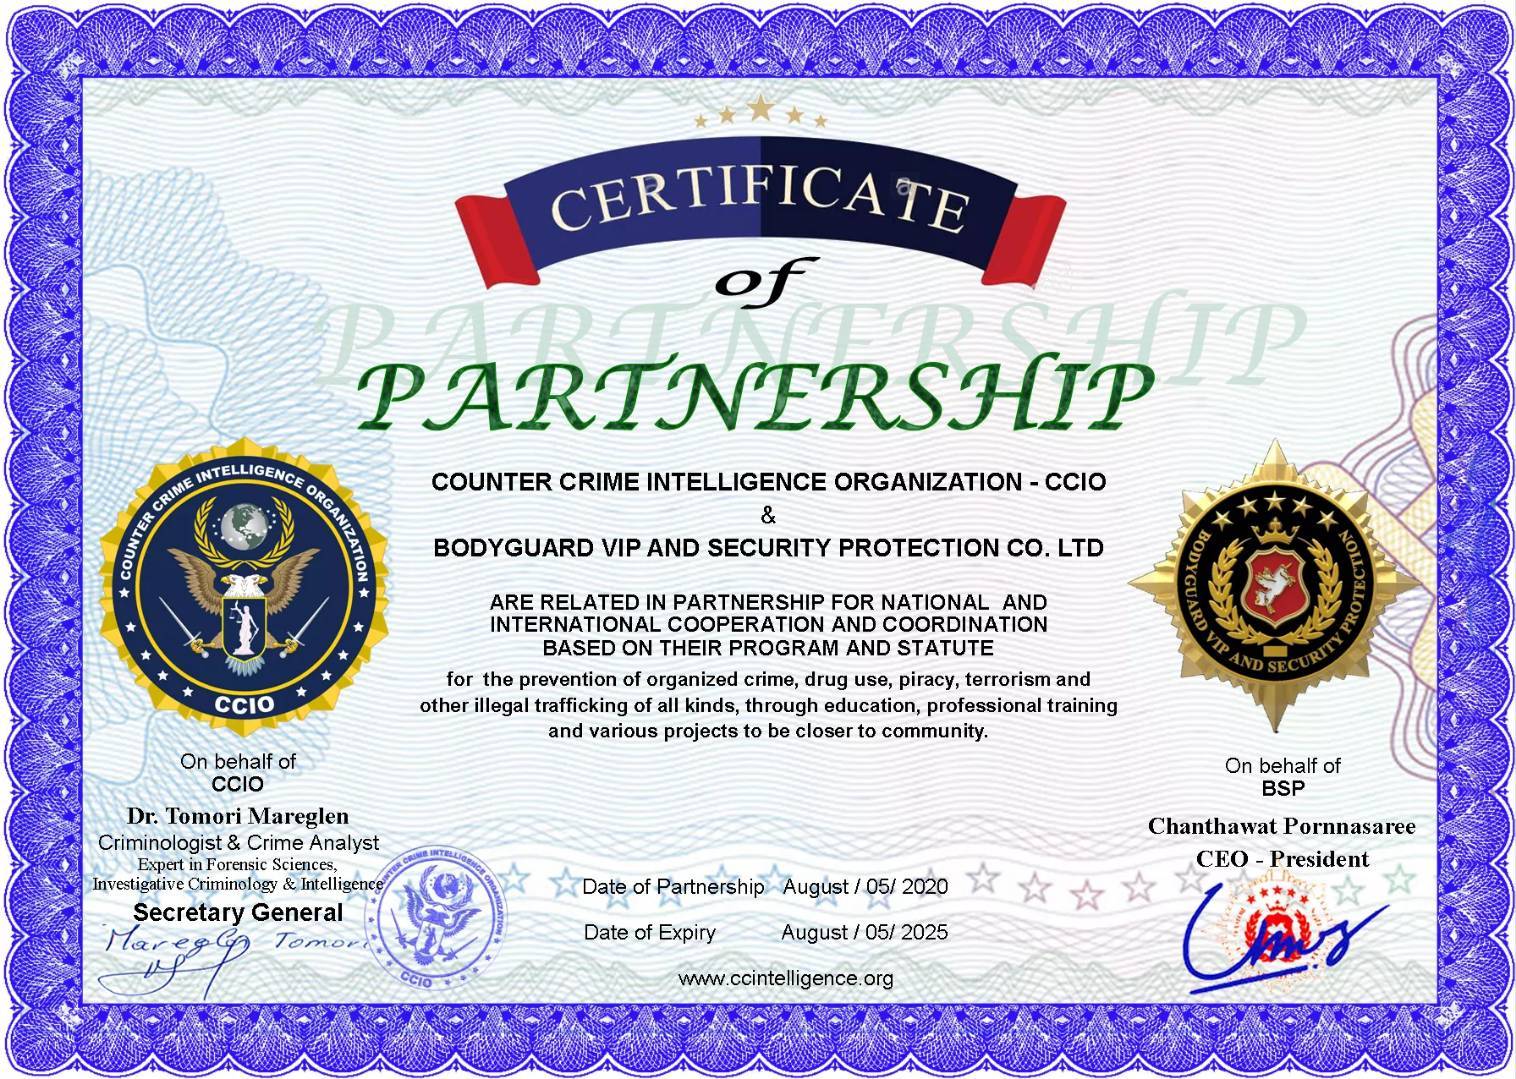 CERTIFICATE
of
PARTNERSHIP
PARTNERSHIP
COUNTER CRIME INTELLIGENCE ORGANIZATION - CCIO
&
BODYGUARD VIP AND SECURITY PROTECTION CO. LTD
ARE RELATED IN PARTNERSHIP FOR NATIONAL AND
INTERNATIONAL COOPERATION AND COORDINATION
BASED ON THEIR PROGRAM AND STATUTE
for the prevention of organized crime, drug use, piracy, terrorism and
other illegal trafficking of all kinds, through education, professional training
and various projects to be closer to community.
COUNTER CRIME INTELLIGENCE ORGANIZATION
CCIO
BODYGUARD VIP AND SECURITY PROTECTION
On behalf of
CCIO
Dr. Tomori Mareglen
Criminologist & Crime Analyst
Expert in Forensic Sciences,
Investigative Criminology & Intelligence
Secretary General
Mareglen Tomori
COUNTER CRIME INTELLIGENCE ORGANIZATION
CCIO
Date of Partnership August / 05/ 2020
Date of Expiry August / 05/ 2025
www.ccintelligence.org
On behalf of
BSP
Chanthawat Pornnasaree
CEO - President